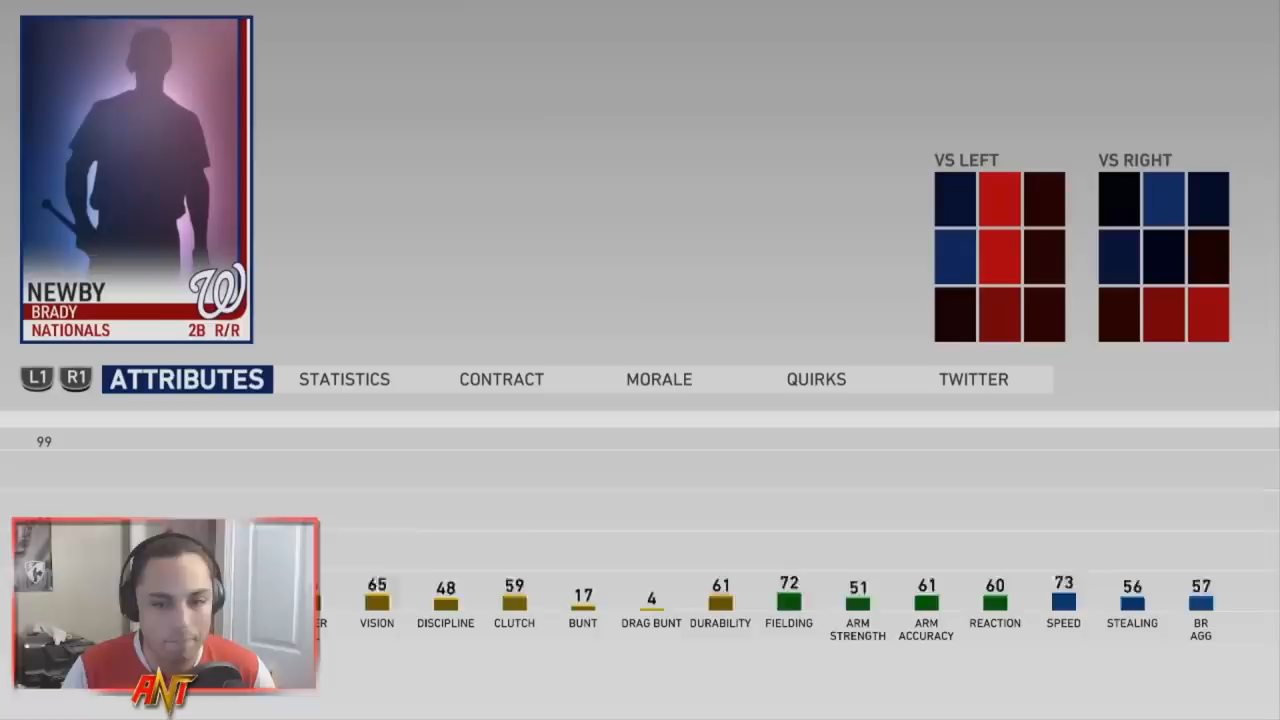 NEWBY
BRADY
NATIONALS 2B R/R
VS LEFT VS RIGHT
L1 R1 ATTRIBUTES STATISTICS CONTRACT MORALE QUIRKS TWITTER
99
65 48 59 17 4 61 72 51 61 60 73 56 57
ER VISION DISCIPLINE CLUTCH BUNT DRAG BUNT DURABILITY FIELDING ARM STRENGTH ARM ACCURACY REACTION SPEED STEALING BR AGG
ANT